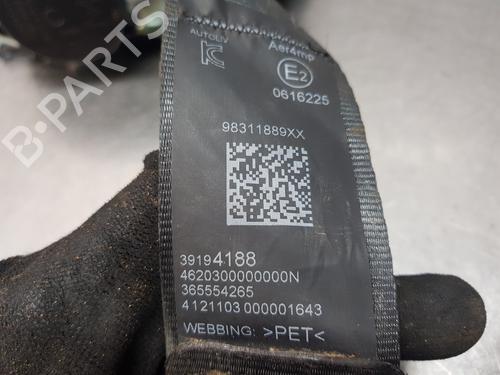 AUTOLIV
Aer4mp
E2
0616225
98311889XX
39194188
4620300000000N
365554265
4121103 000001643
WEBBING: >PET<
B-PARTS